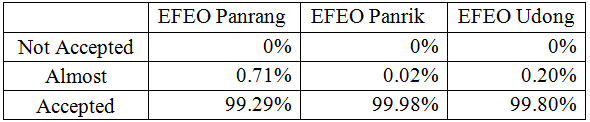 EFEO Panrang EFEO Panrik EFEO Udong
Not Accepted 0% 0% 0%
Almost 0.71% 0.02% 0.20%
Accepted 99.29% 99.98% 99.80%